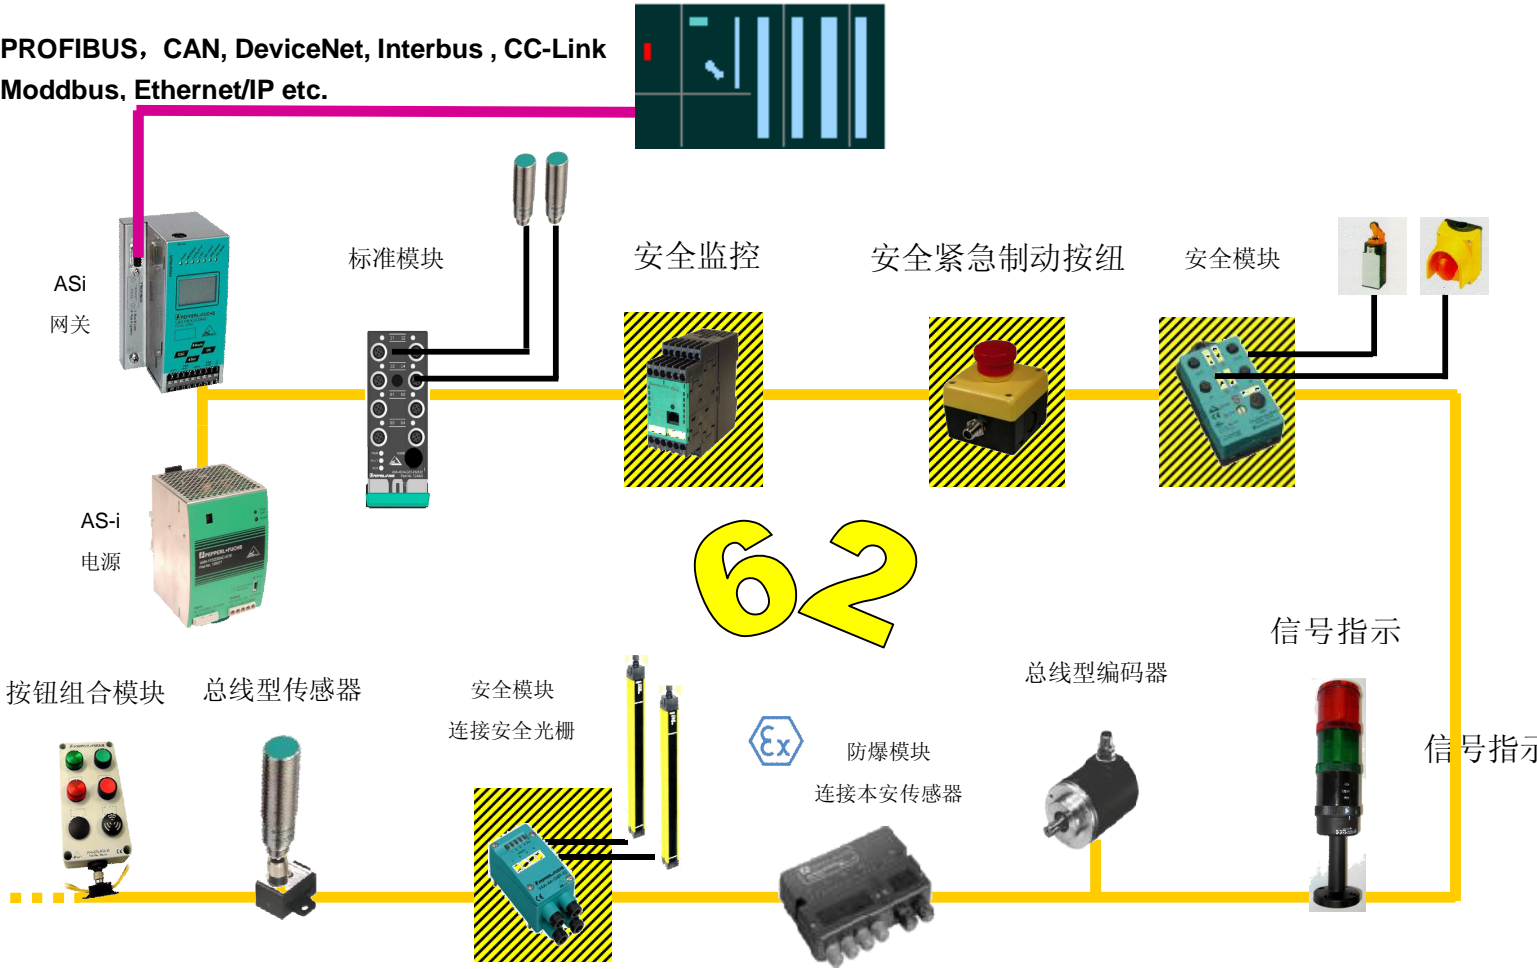 PROFIBUS，CAN, DeviceNet, Interbus , CC-Link
Moddbus, Ethernet/IP etc.
ASi
网关
标准模块
安全监控
安全紧急制动按纽
安全模块
AS-i
电源
PEPPERL+FUCHS
62
信号指示
按钮组合模块
总线型传感器
安全模块
连接安全光栅
Ex
防爆模块
连接本安传感器
总线型编码器
信号指示